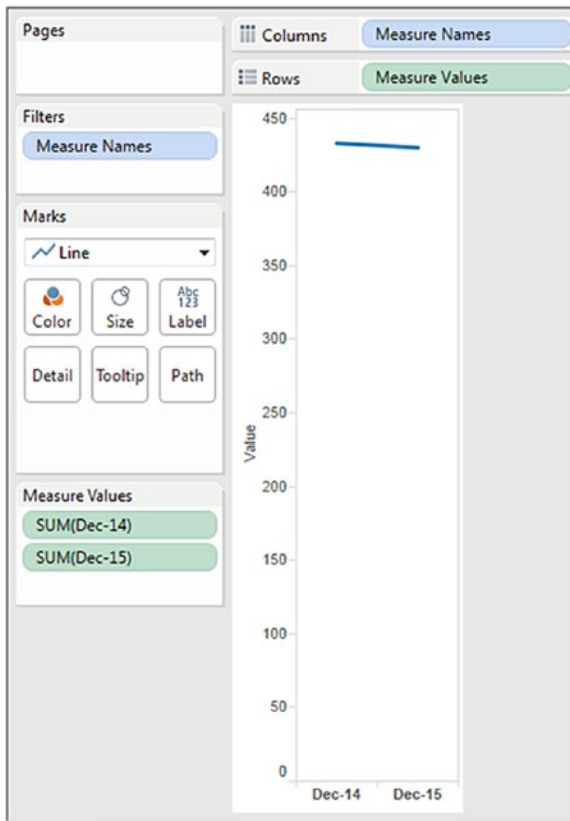 Pages
Columns
Measure Names
Rows
Measure Values
Filters
Measure Names
Marks
Line
Color
Size
Abc
123
Label
Detail
Tooltip
Path
Measure Values
SUM(Dec-14)
SUM(Dec-15)
450
400
350
300
250
200
150
100
50
0
Value
Dec-14
Dec-15